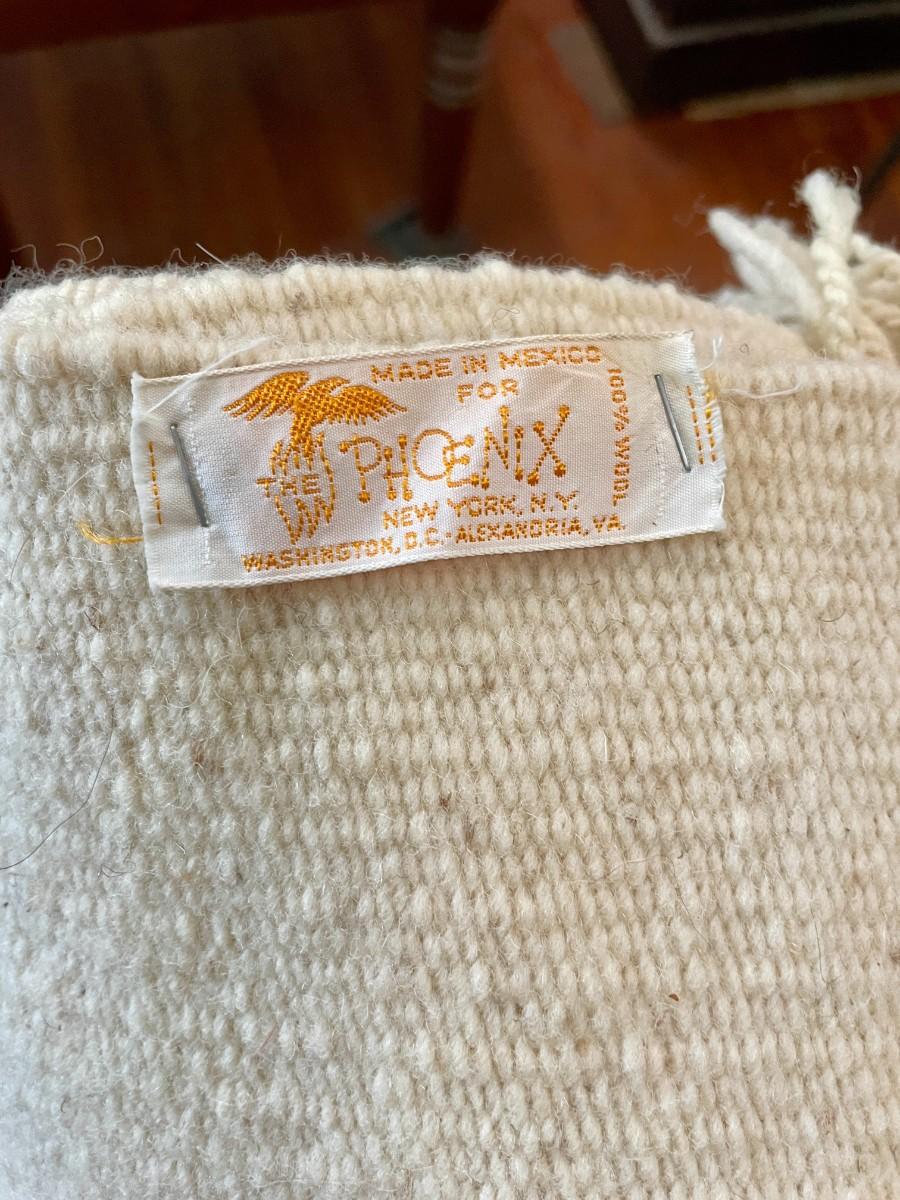 MADE IN MEXICO
FOR
THE PHOENIX
NEW YORK, N.Y.
WASHINGTON, D.C.-ALEXANDRIA, VA.
100% WOOL